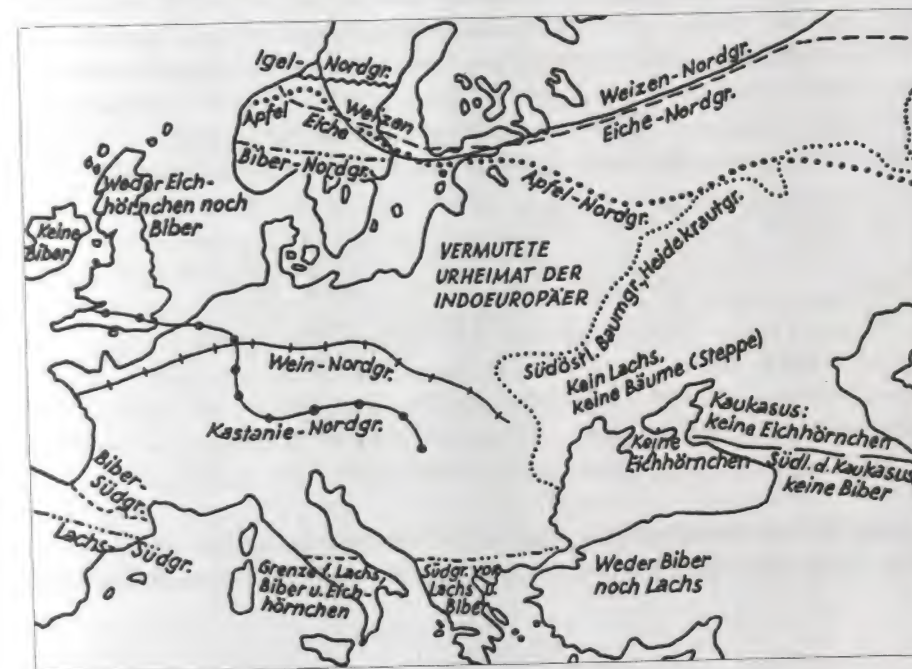 Igel-Nordgr.
Apfel
Eiche
Weizen
Weizen-Nordgr.
Eiche-Nordgr.
Biber-Nordgr.
Apfel-Nordgr.
Weder Eich-
hörnchen noch
Biber
Keine
Biber
VERMUTETE
URHEIMAT DER
INDOEUROPÄER
Südöstl. Baumgr., Heidekrautgr.
Kein Lachs,
keine Bäume (Steppe)
Wein-Nordgr.
Kastanie-Nordgr.
Kaukasus:
keine Eichhörnchen
Keine
Eichhörnchen
Südl. d. Kaukasus
keine Biber
Biber-
Südgr.
Lachs-Südgr.
Grenze f. Lachs,
Biber u. Eich-
hörnchen
Südgr. von
Lachs u.
Biber
Weder Biber
noch Lachs